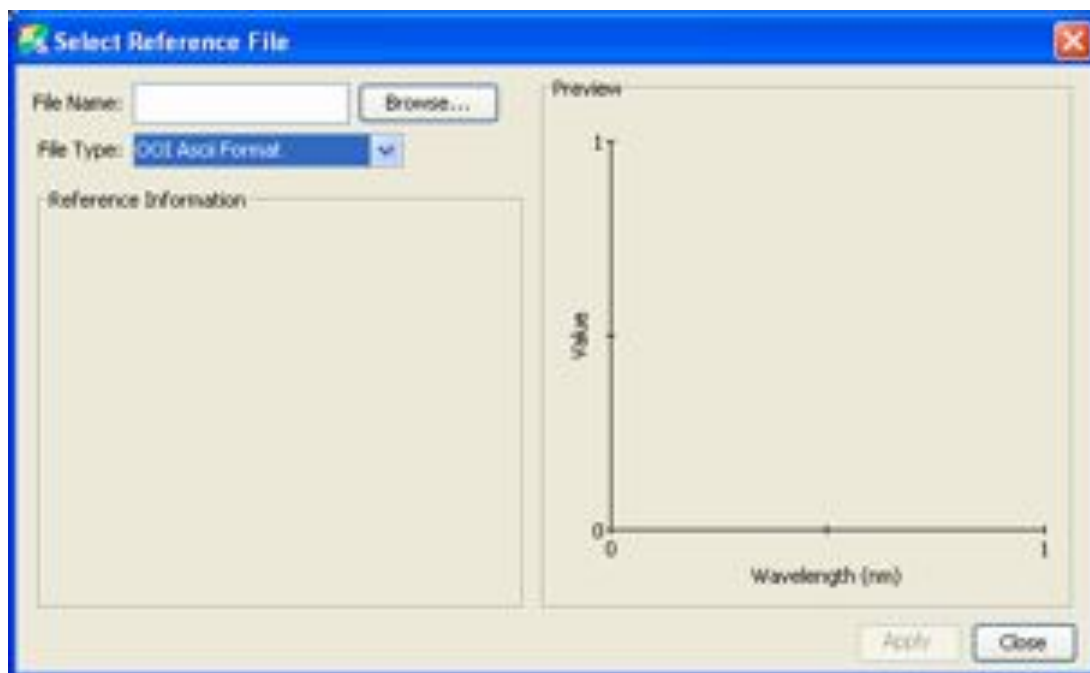 Select Reference File
File Name:
Browse...
File Type:
OOI Ascii Format
Reference Information
Preview
1
Value
0
0
1
Wavelength (nm)
Apply
Close